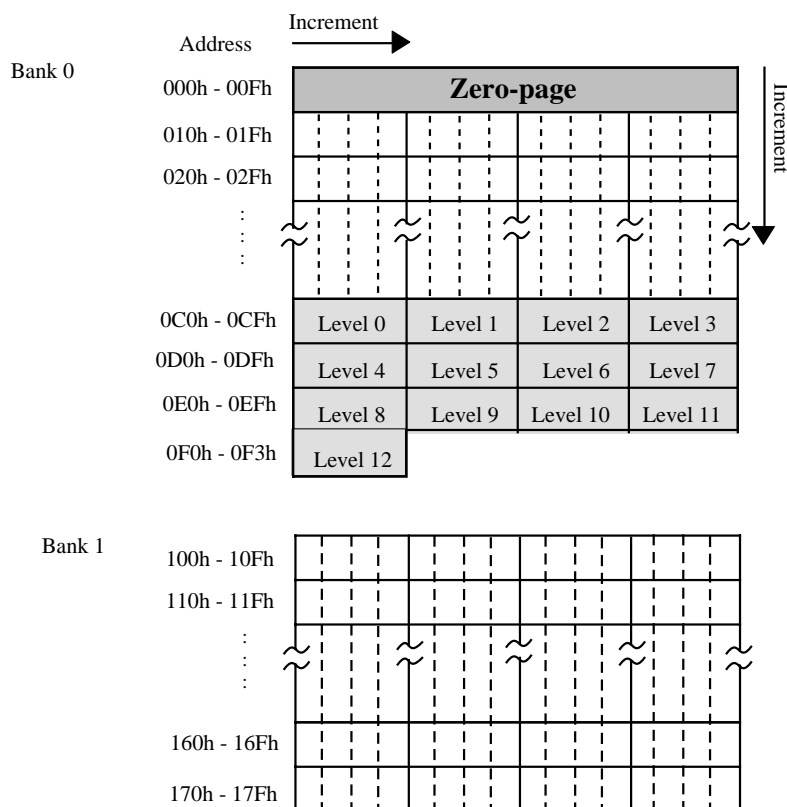 Increment
Address
Bank 0
000h - 00Fh Zero-page
Increment
010h - 01Fh
020h - 02Fh
0C0h - 0CFh Level 0 Level 1 Level 2 Level 3
0D0h - 0DFh Level 4 Level 5 Level 6 Level 7
0E0h - 0EFh Level 8 Level 9 Level 10 Level 11
0F0h - 0F3h Level 12
Bank 1
100h - 10Fh
110h - 11Fh
160h - 16Fh
170h - 17Fh